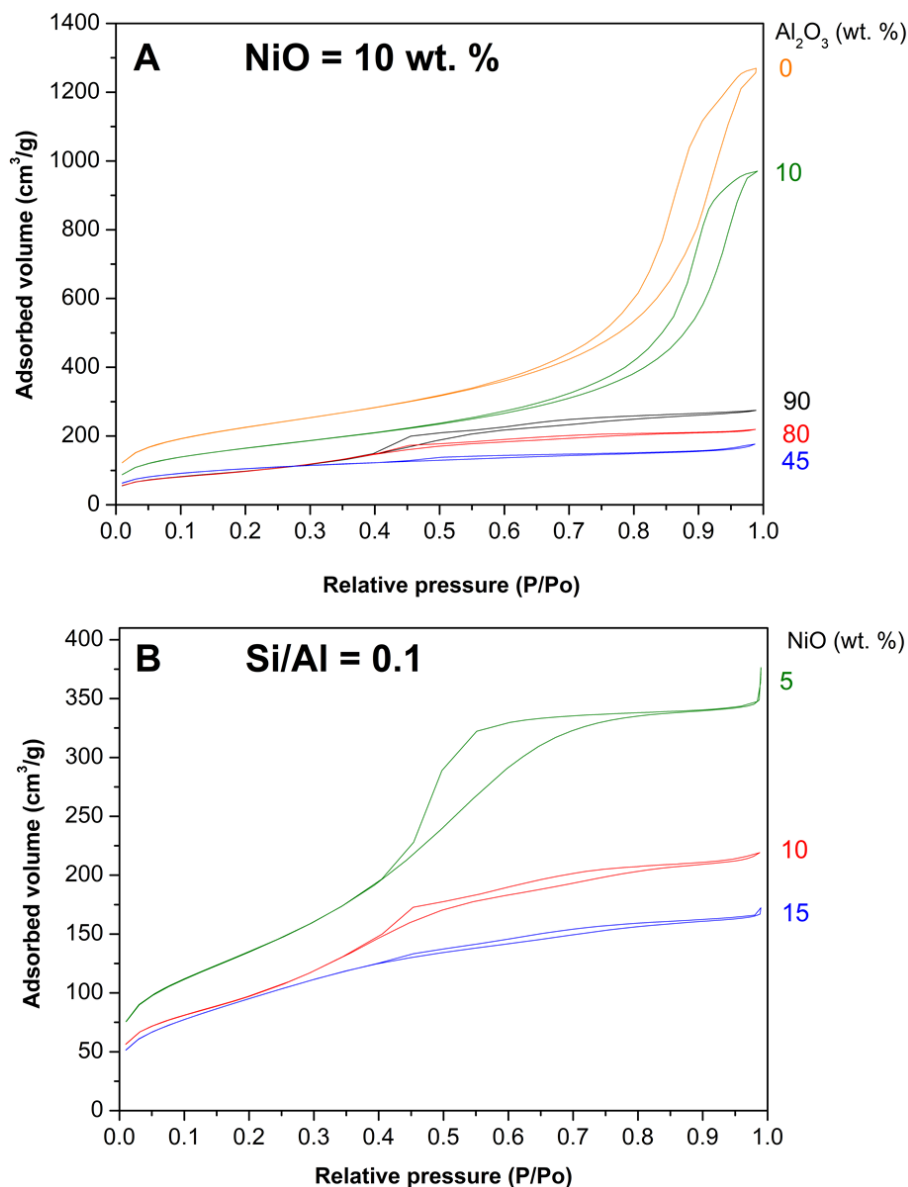 A NiO = 10 wt. %
Al₂O₃ (wt. %)
0
10
90
80
45
1400
1200
1000
800
600
400
200
0
Adsorbed volume (cm³/g)
0.0 0.1 0.2 0.3 0.4 0.5 0.6 0.7 0.8 0.9 1.0
Relative pressure (P/Po)
B Si/Al = 0.1
NiO (wt. %)
5
10
15
400
350
300
250
200
150
100
50
0
Adsorbed volume (cm³/g)
0.0 0.1 0.2 0.3 0.4 0.5 0.6 0.7 0.8 0.9 1.0
Relative pressure (P/Po)